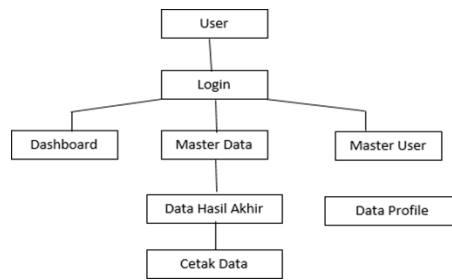 User
Login
Dashboard
Master Data
Master User
Data Hasil Akhir
Data Profile
Cetak Data